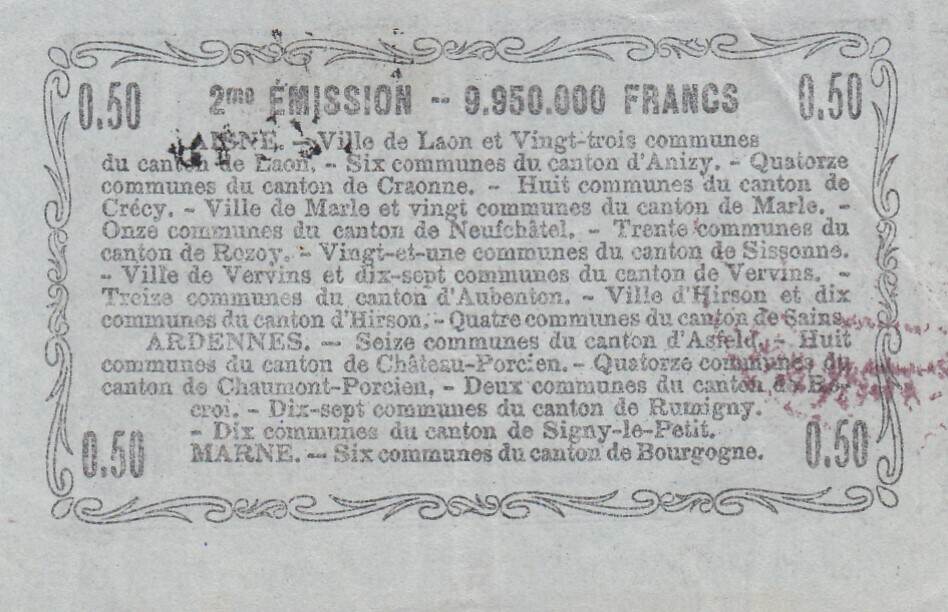 0.50 2me ÉMISSION -- 9.950.000 FRANCS 0.50
AISNE. — Ville de Laon et Vingt-trois communes
du canton de Laon. - Six communes du canton d'Anizy. - Quatorze
communes du canton de Craonne. - Huit communes du canton de
Crécy. - Ville de Marle et vingt communes du canton de Marle. -
Onze communes du canton de Neufchâtel. - Trente communes du
canton de Rozoy. - Vingt-et-une communes du canton de Sissonne.
- Ville de Vervins et dix-sept communes du canton de Vervins. -
Treize communes du canton d'Aubenton. - Ville d'Hirson et dix
communes du canton d'Hirson. - Quatre communes du canton de Sains.
ARDENNES. — Seize communes du canton d'Asfeld. - Huit
communes du canton de Château-Porcien. - Quatorze communes du
canton de Chaumont-Porcien. - Deux communes du canton de Ro-
croi. - Dix-sept communes du canton de Rumigny.
- Dix communes du canton de Signy-le-Petit.
0.50 MARNE. — Six communes du canton de Bourgogne. 0.50